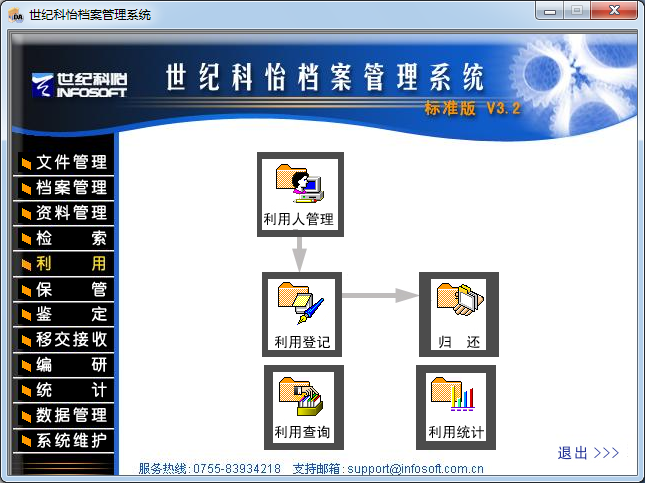 世纪科怡档案管理系统
世纪科怡
INFOSOFT
世纪科怡档案管理系统
标准版 V3.2
文件管理
档案管理
资料管理
检 索
利 用
保 管
鉴 定
移交接收
编 研
统 计
数据管理
系统维护
利用人管理
利用登记
归 还
利用查询
利用统计
退出 >>>
服务热线:0755-83934218 支持邮箱:support@infosoft.com.cn